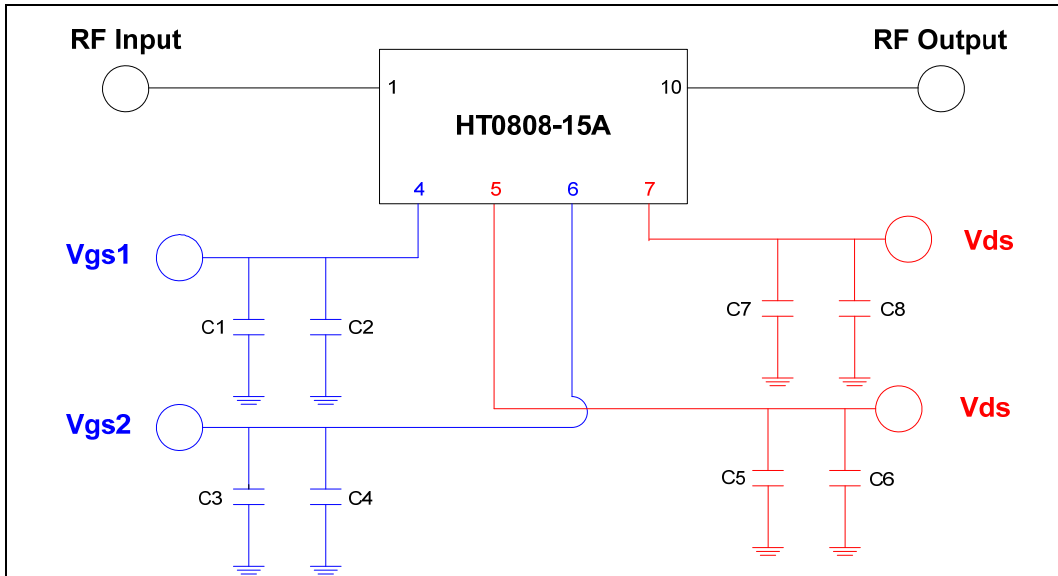 RF Input
RF Output
1
10
HT0808-15A
4
5
6
7
Vgs1
Vds
C1
C2
C7
C8
Vgs2
Vds
C3
C4
C5
C6